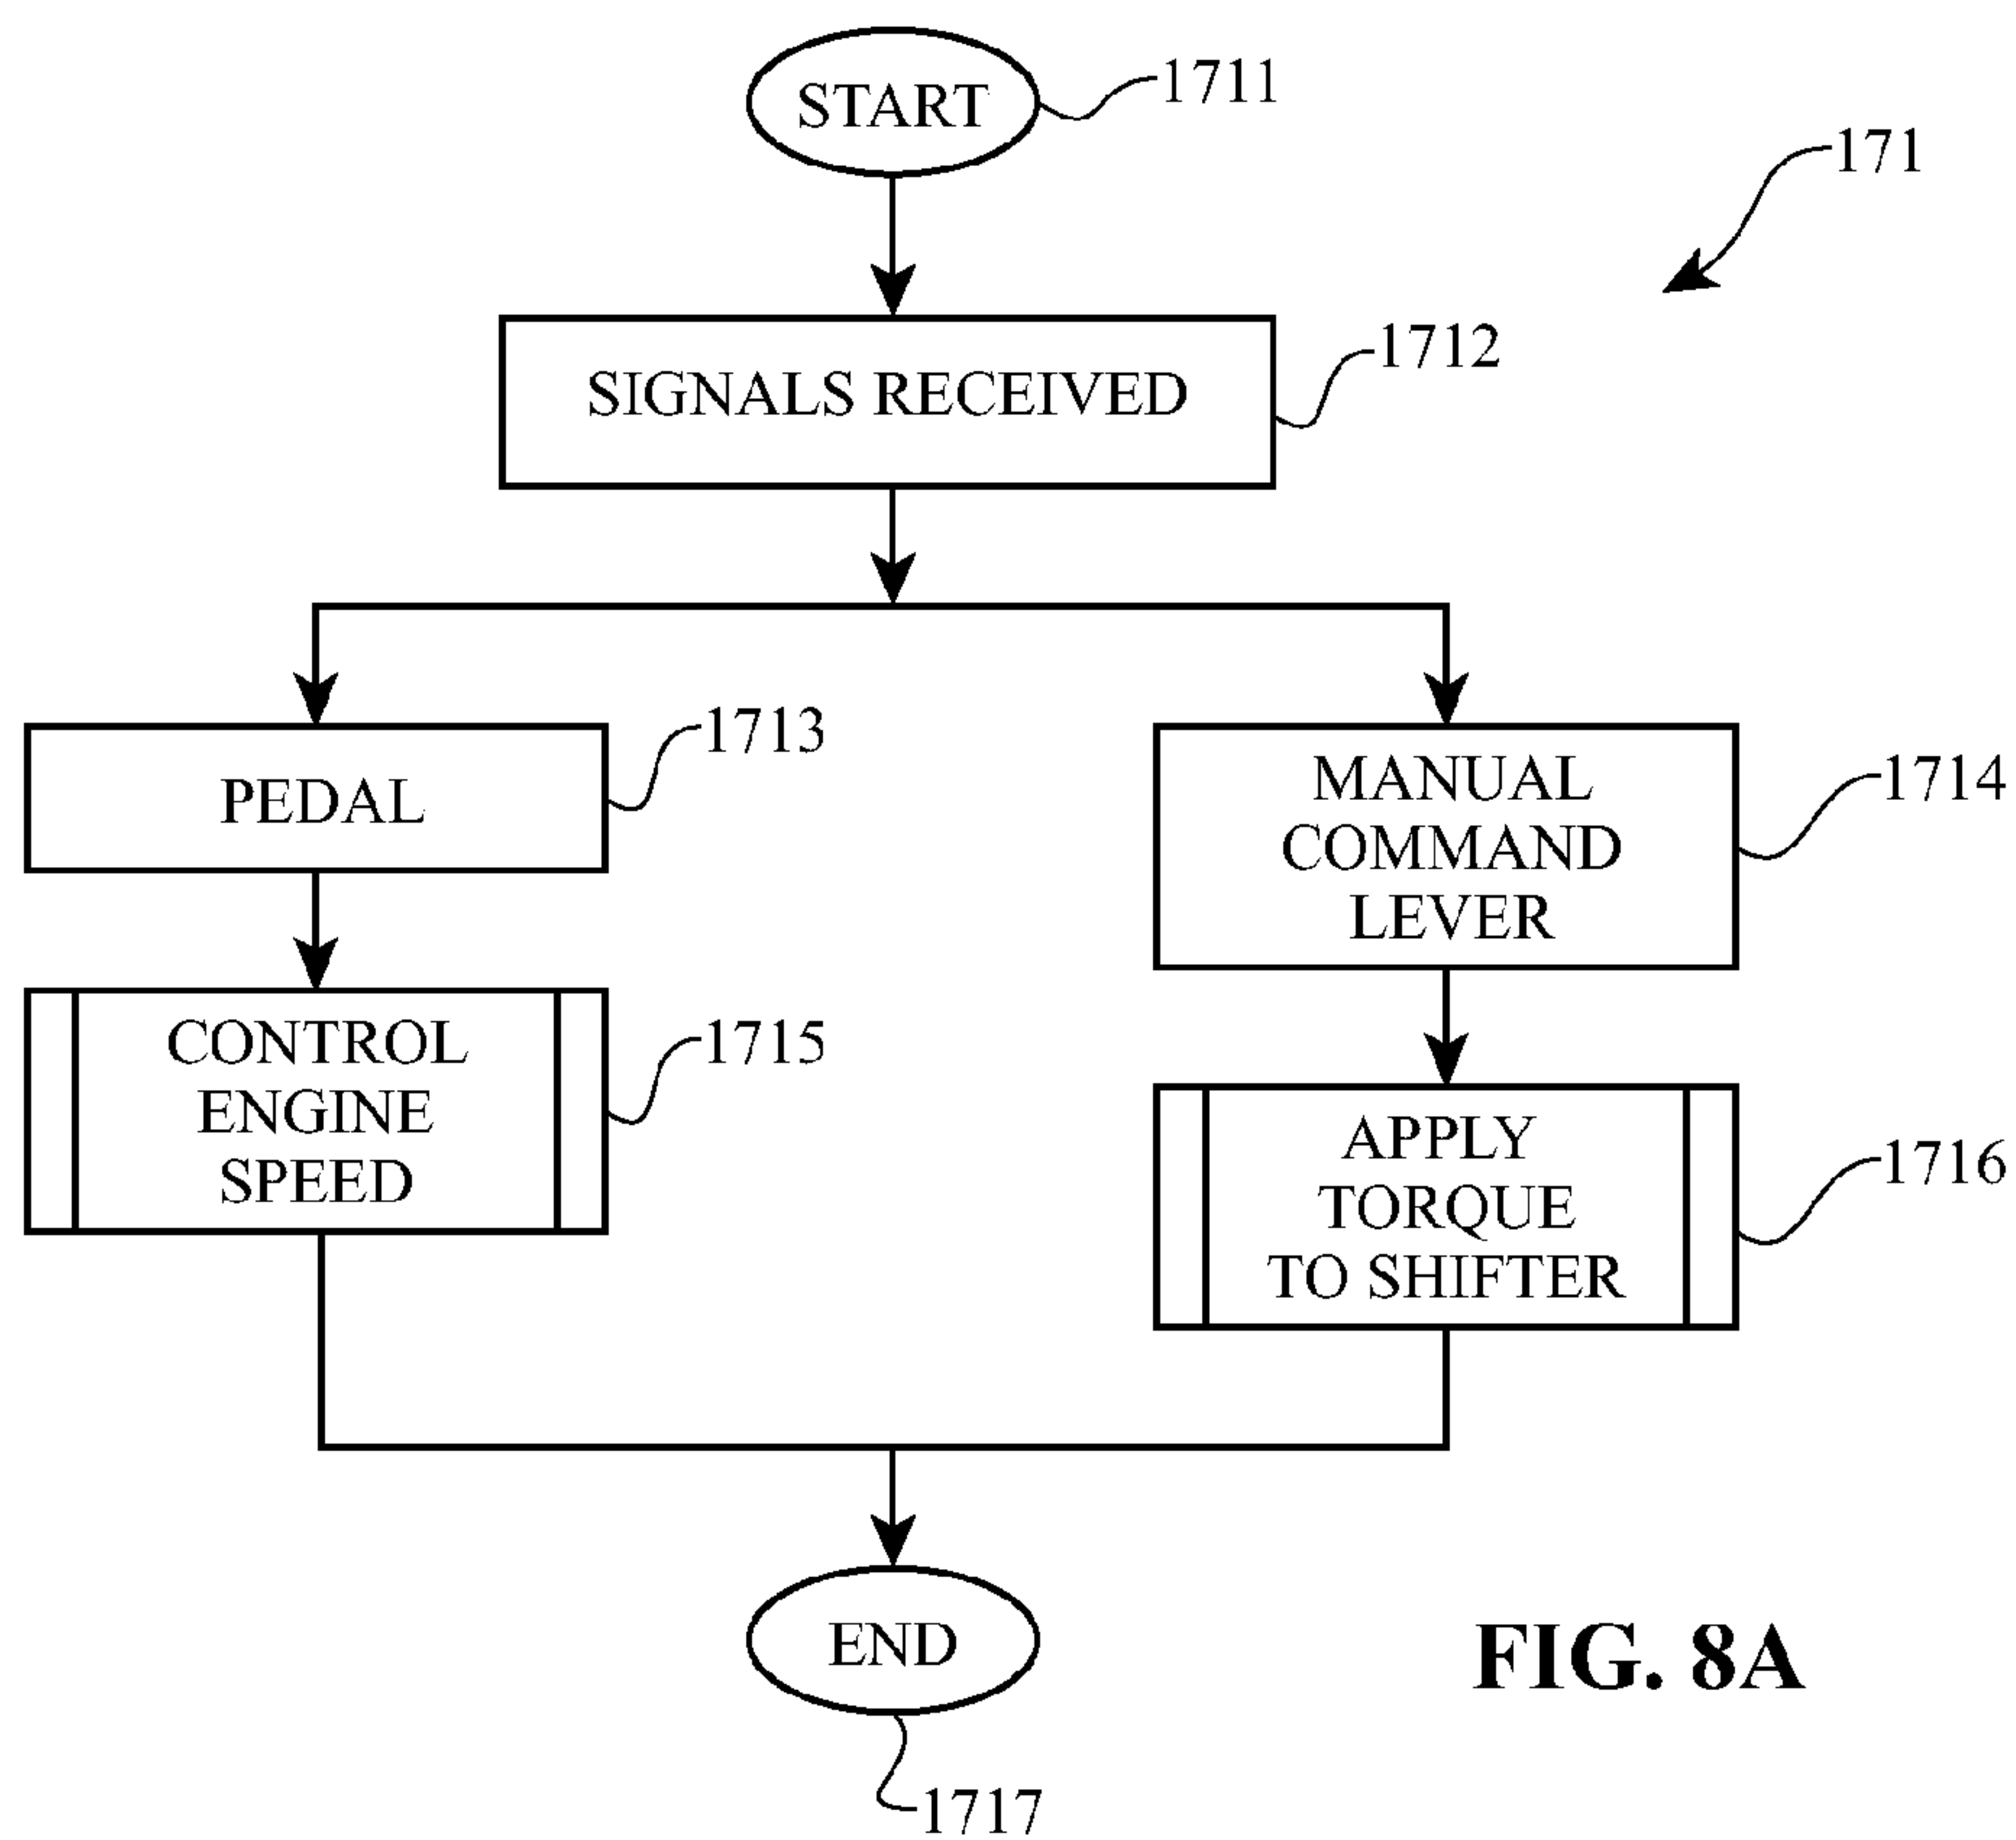 START
1711
171
SIGNALS RECEIVED
1712
PEDAL
1713
MANUAL
COMMAND
LEVER
1714
CONTROL
ENGINE
SPEED
1715
APPLY
TORQUE
TO SHIFTER
1716
END
1717
FIG. 8A